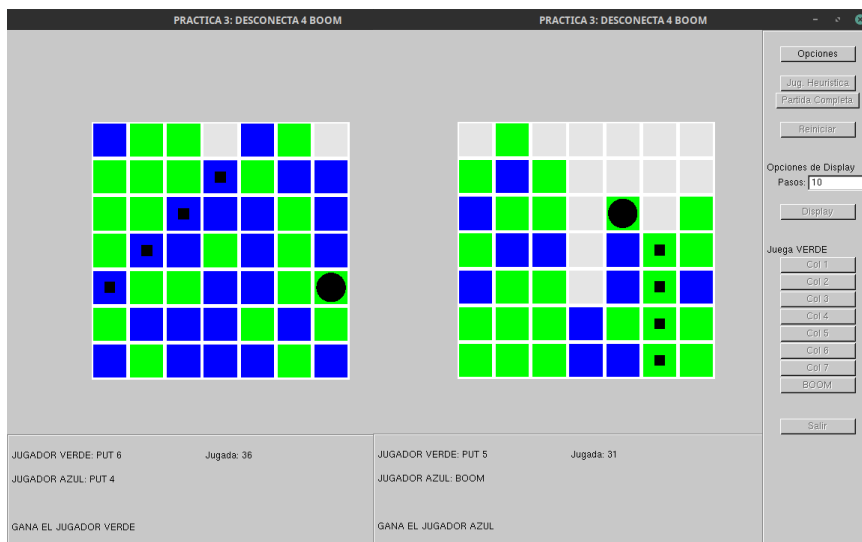 PRACTICA 3: DESCONECTA 4 BOOM
PRACTICA 3: DESCONECTA 4 BOOM
Opciones
Jug. Heuristica
Partida Completa
Reiniciar
Opciones de Display
Pasos: 10
Display
Juega VERDE
Col 1
Col 2
Col 3
Col 4
Col 5
Col 6
Col 7
BOOM
Salir
JUGADOR VERDE: PUT 6 Jugada: 36
JUGADOR AZUL: PUT 4
GANA EL JUGADOR VERDE
JUGADOR VERDE: PUT 5 Jugada: 31
JUGADOR AZUL: BOOM
GANA EL JUGADOR AZUL